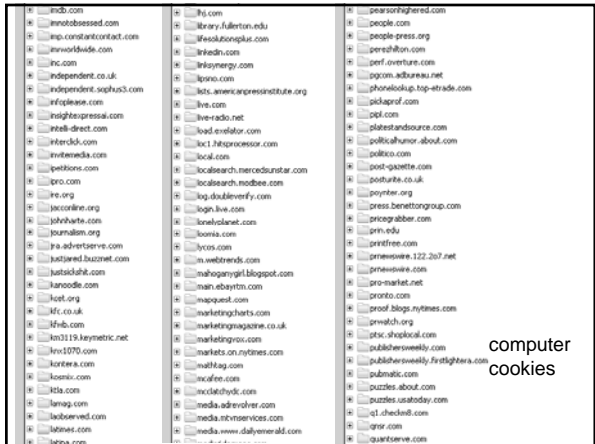 imdb.com
imnotobsessed.com
imp.constantcontact.com
imrworldwide.com
inc.com
independent.co.uk
independent.sophus3.com
infoplease.com
insightexpressai.com
intelli-direct.com
interclick.com
invitemedia.com
ipetitions.com
ipro.com
ire.org
jacconline.org
johnharte.com
journalism.org
jra.advertserve.com
justjared.buzznet.com
justsickshit.com
kanoodle.com
kcet.org
kfc.co.uk
kfwb.com
km3119.keymetric.net
knx1070.com
kontera.com
kosmix.com
ktla.com
lamag.com
laobserved.com
latimes.com
latina.com
lhj.com
library.fullerton.edu
lifesolutionsplus.com
linkedin.com
linksynergy.com
lipsno.com
lists.americanpressinstitute.org
live.com
live-radio.net
load.exelator.com
loc1.hitsprocessor.com
local.com
localsearch.mercedsunstar.com
localsearch.modbee.com
log.doubleverify.com
login.live.com
lonelyplanet.com
loomia.com
lycos.com
m.webtrends.com
mahoganygirl.blogspot.com
main.ebayrtm.com
mapquest.com
marketingcharts.com
marketingmagazine.co.uk
marketingvox.com
markets.on.nytimes.com
mathtag.com
mcafee.com
mcclatchydc.com
media.adrevolver.com
media.mtvnservices.com
media.www.dailyemerald.com
pearsonhighered.com
people.com
people-press.org
perezhilton.com
perf.overture.com
pgcom.adbureau.net
phonelookup.top-etrade.com
pickaprof.com
pipl.com
platestandsource.com
politicalhumor.about.com
politico.com
post-gazette.com
posturite.co.uk
poynter.org
press.benettongroup.com
pricegrabber.com
prin.edu
printfree.com
prnewswire.122.2o7.net
prnewswire.com
pro-market.net
pronto.com
proof.blogs.nytimes.com
prwatch.org
ptsc.shoplocal.com
publishersweekly.com
publishersweekly.firstlightera.com
pubmatic.com
puzzles.about.com
puzzles.usatoday.com
q1.checkm8.com
qnsr.com
quantserve.com
computer
cookies